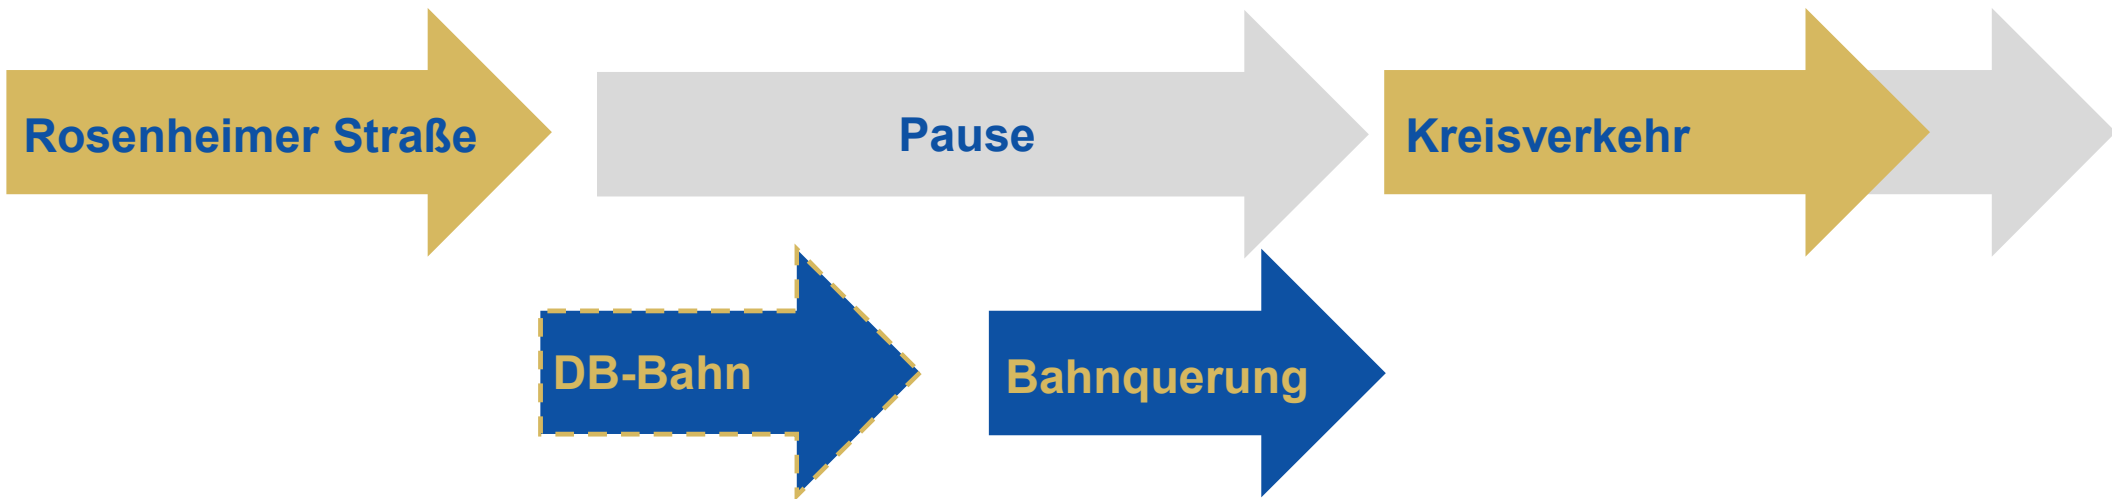 Rosenheimer Straße
Pause
Kreisverkehr
DB-Bahn
Bahnquerung